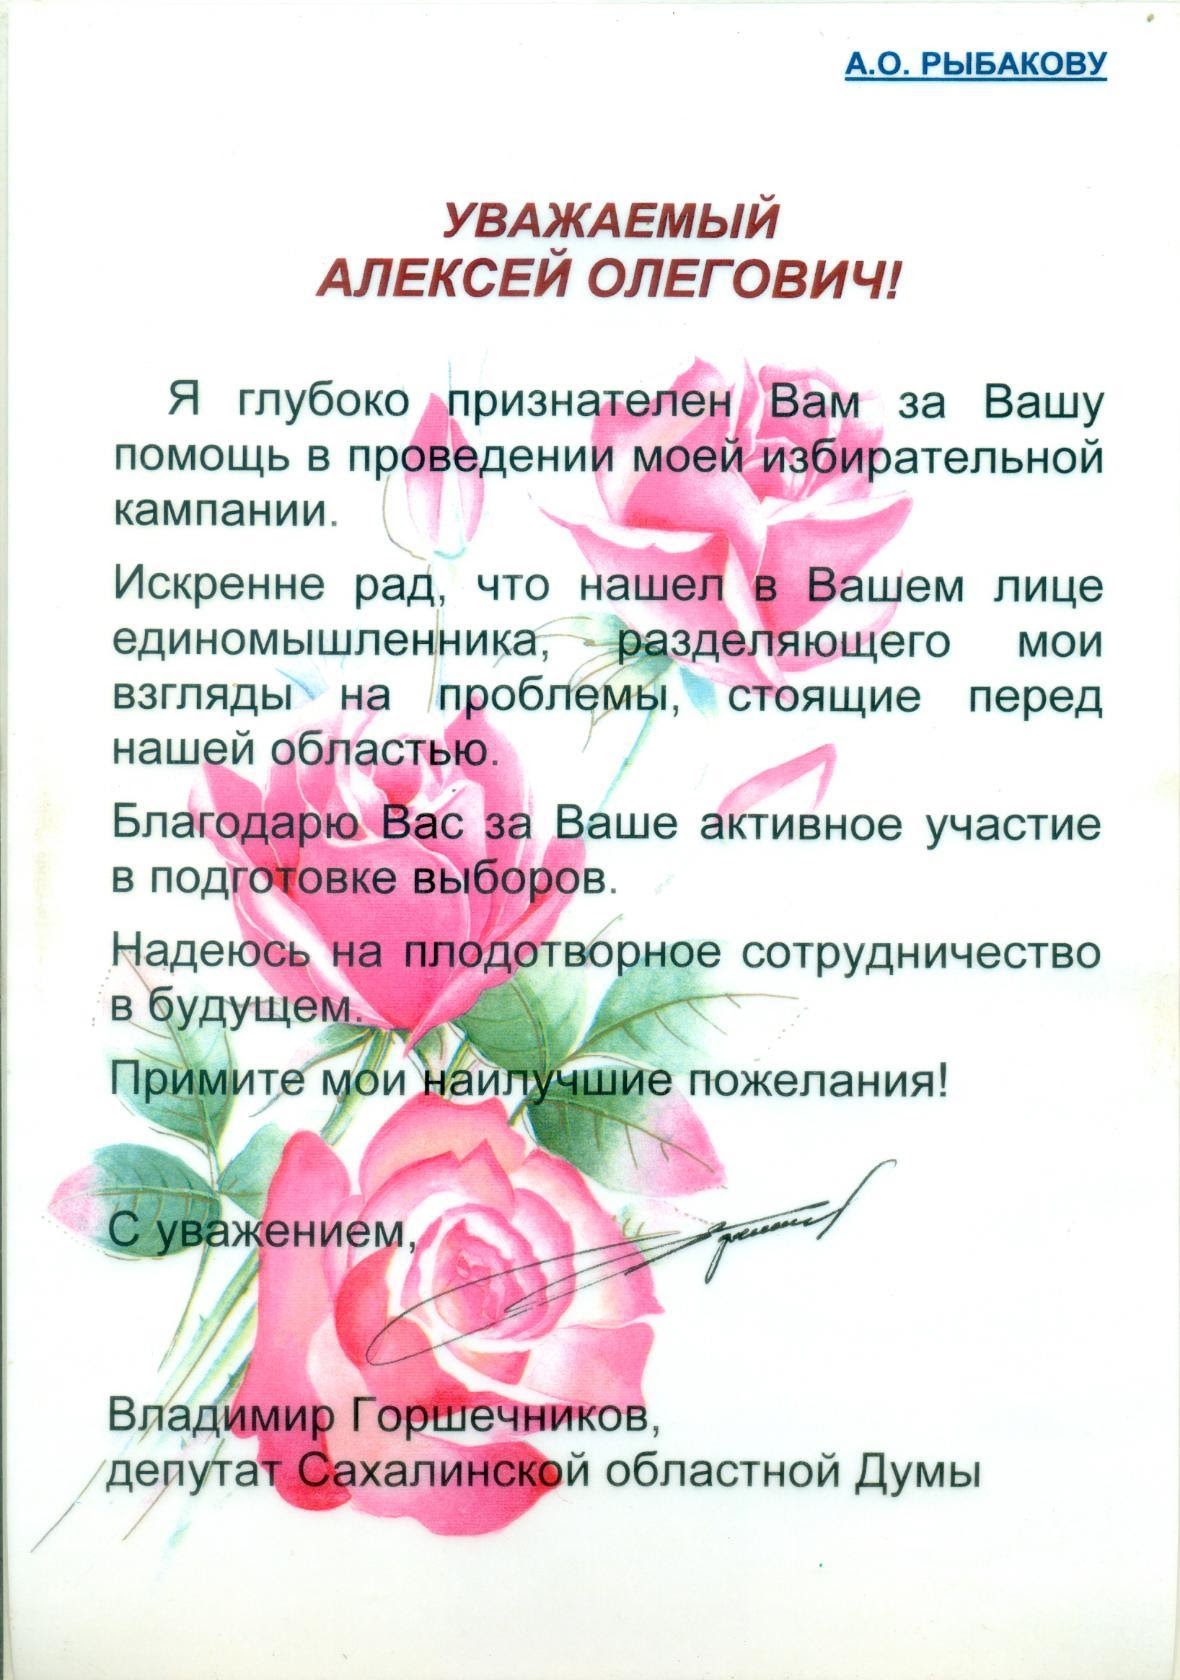 А.О. РЫБАКОВУ
УВАЖАЕМЫЙ
АЛЕКСЕЙ ОЛЕГОВИЧ!
Я глубоко признателен Вам за Вашу
помощь в проведении моей избирательной
кампании.
Искренне рад, что нашел в Вашем лице
единомышленника, разделяющего мои
взгляды на проблемы, стоящие перед
нашей областью.
Благодарю Вас за Ваше активное участие
в подготовке выборов.
Надеюсь на плодотворное сотрудничество
в будущем.
Примите мои наилучшие пожелания!
С уважением,
Владимир Горшечников,
депутат Сахалинской областной Думы